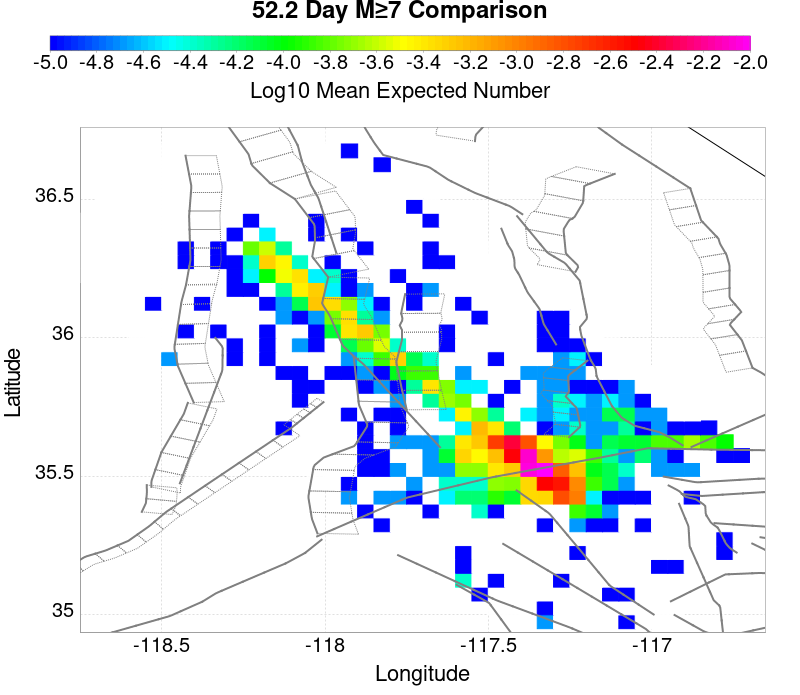 52.2 Day M≥7 Comparison
-5.0 -4.8 -4.6 -4.4 -4.2 -4.0 -3.8 -3.6 -3.4 -3.2 -3.0 -2.8 -2.6 -2.4 -2.2 -2.0
Log10 Mean Expected Number
36.5
36
35.5
35
Latitude
-118.5 -118 -117.5 -117
Longitude